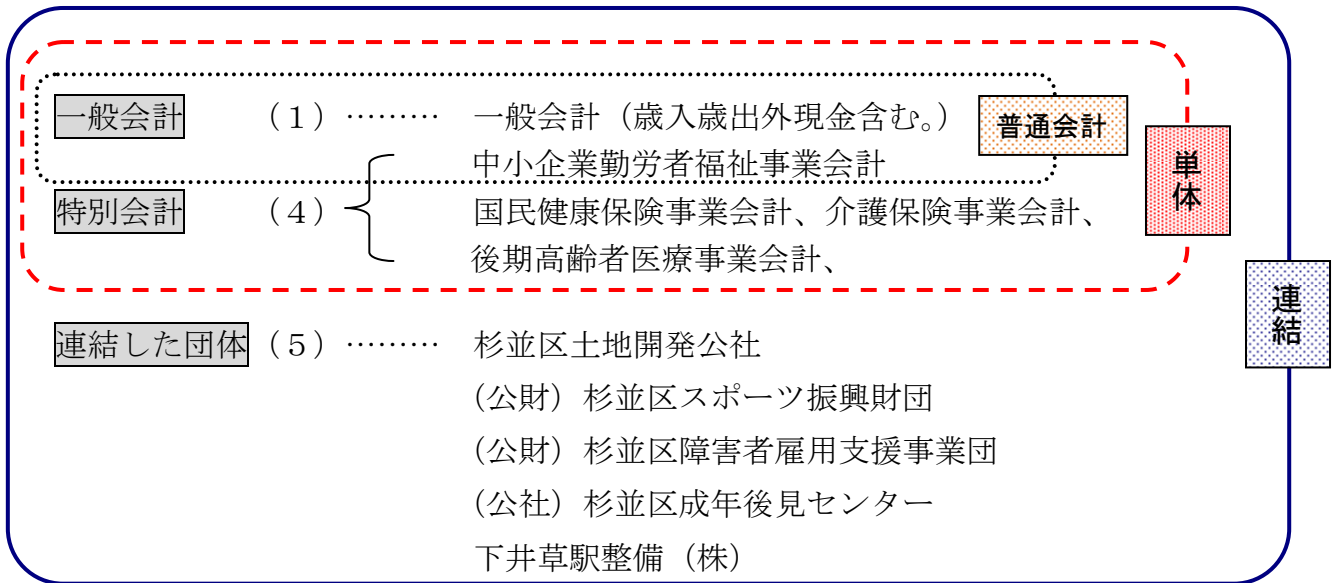 一般会計 （１）……… 一般会計（歳入歳出外現金含む。）
普通会計
中小企業勤労者福祉事業会計
単体
特別会計 （４） 国民健康保険事業会計、介護保険事業会計、
後期高齢者医療事業会計、
連結
連結した団体（５）……… 杉並区土地開発公社
（公財）杉並区スポーツ振興財団
（公財）杉並区障害者雇用支援事業団
（公社）杉並区成年後見センター
下井草駅整備（株）